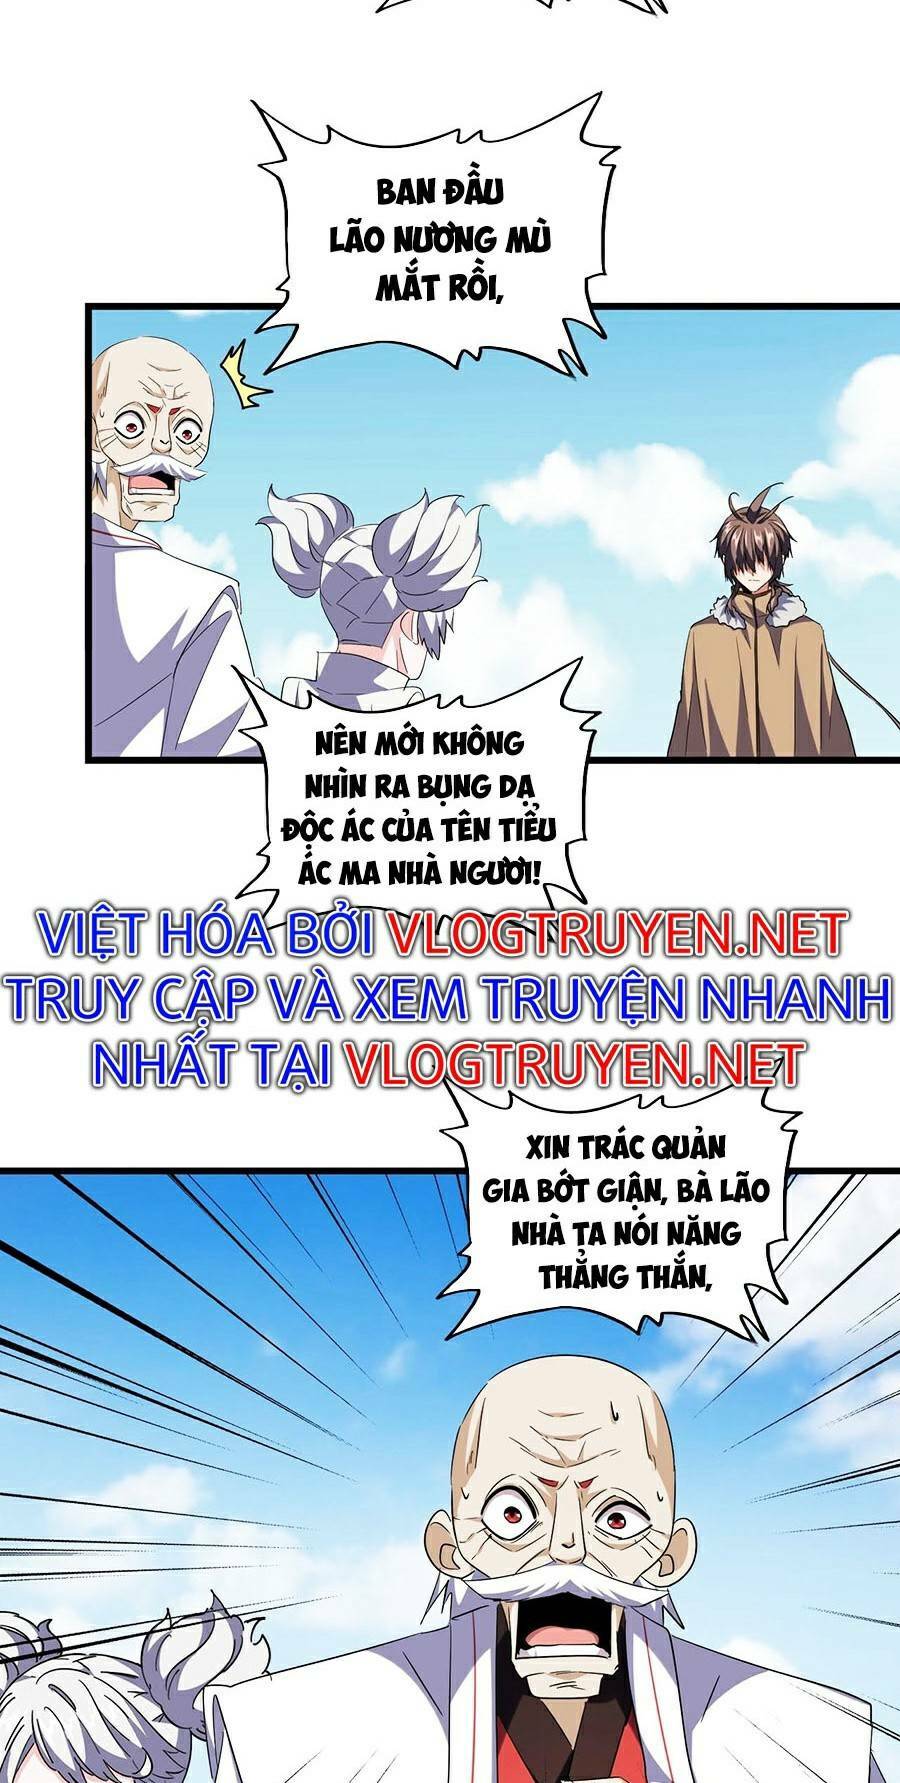 BAN ĐẦU
LÃO NƯƠNG MÙ
MẮT RỒI,
NÊN MỚI KHÔNG
NHÌN RA BỤNG DẠ
ĐỘC ÁC CỦA TÊN TIỂU
ÁC MA NHÀ NGƯƠI!
VIỆT HÓA BỞI VLOGTRUYEN.NET
TRUY CẬP VÀ XEM TRUYỆN NHANH
NHẤT TẠI VLOGTRUYEN.NET
XIN TRÁC QUẢN
GIA BỚT GIẬN, BÀ LÃO
NHÀ TA NÓI NĂNG
THẲNG THẮN,